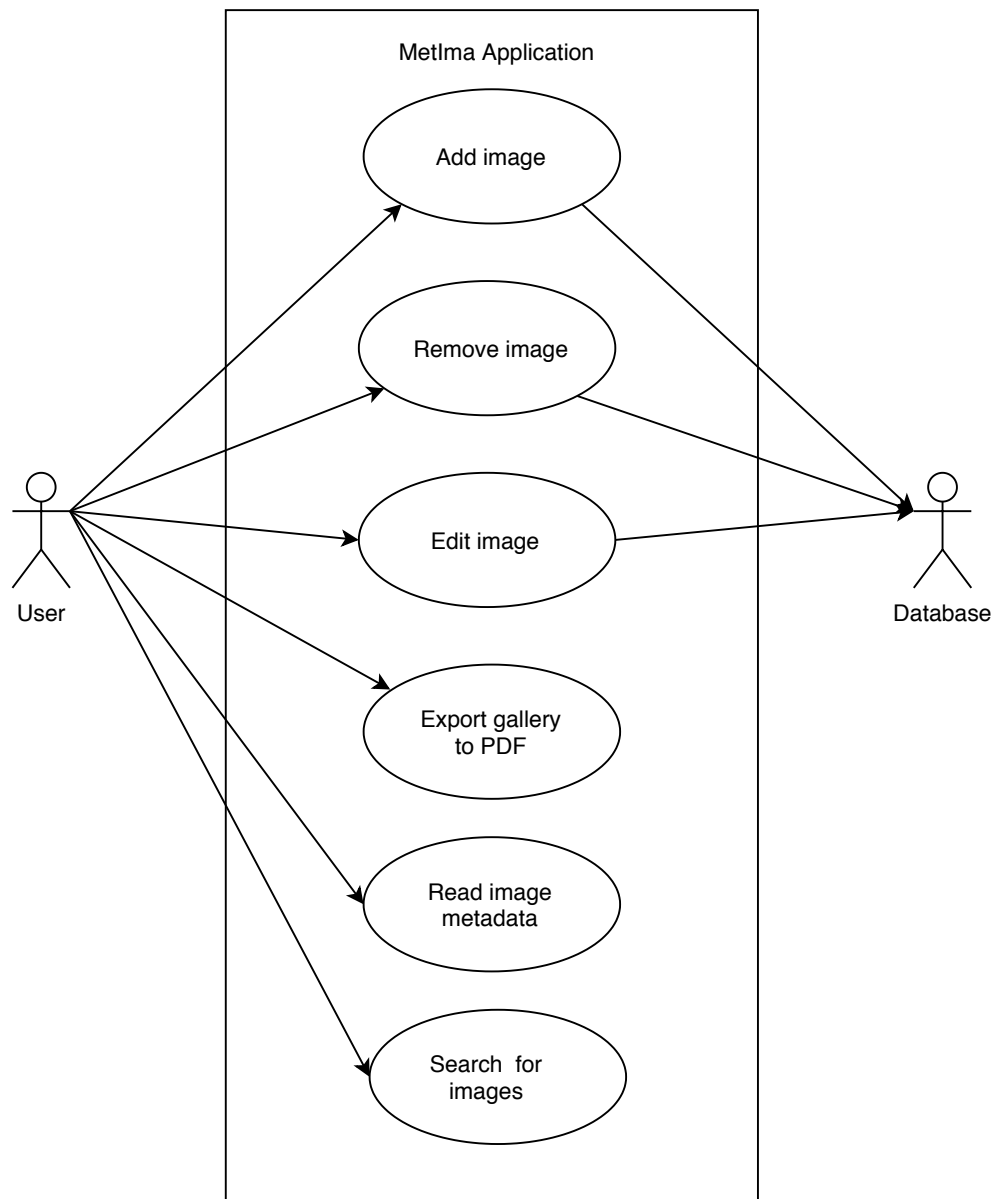 MetIma Application
Add image
Remove image
Edit image
User
Database
Export gallery
to PDF
Read image
metadata
Search for
images